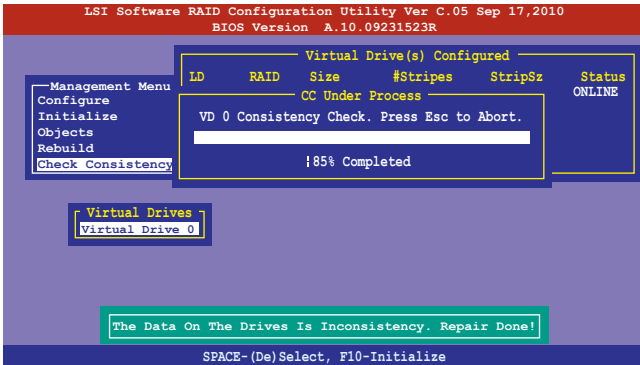 LSI Software RAID Configuration Utility Ver C.05 Sep 17,2010
BIOS Version A.10.09231523R
Virtual Drive(s) Configured
LD RAID Size #Stripes StripSz Status
ONLINE
Management Menu
Configure
Initialize
Objects
Rebuild
Check Consistency
CC Under Process
VD 0 Consistency Check. Press Esc to Abort.
85% Completed
Virtual Drives
Virtual Drive 0
The Data On The Drives Is Inconsistency. Repair Done!
SPACE-(De)Select, F10-Initialize